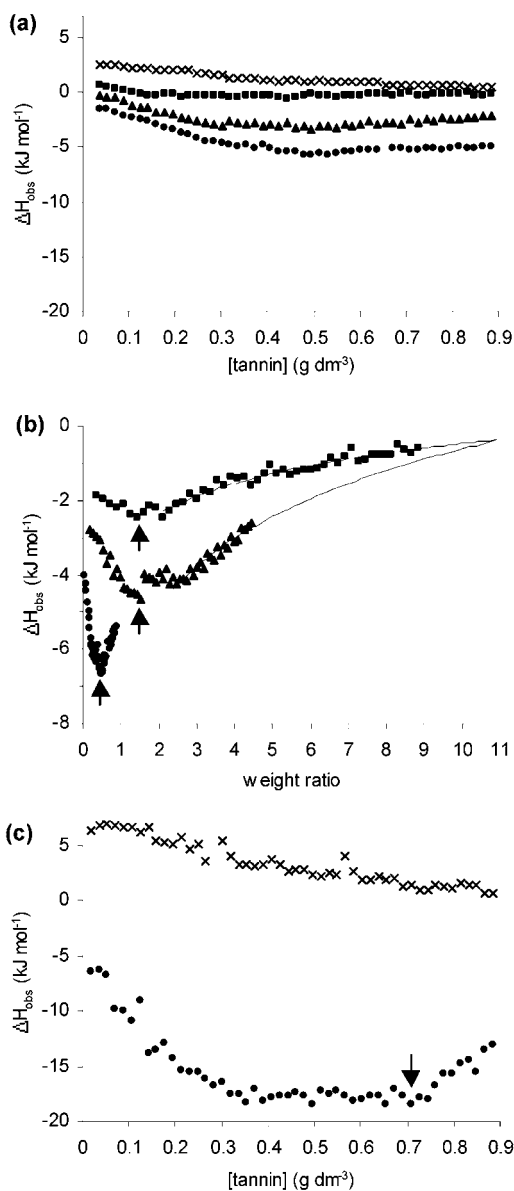 (a)
5
0
-5
-10
-15
-20
ΔH_obs (kJ mol⁻¹)
0 0.1 0.2 0.3 0.4 0.5 0.6 0.7 0.8 0.9
[tannin] (g dm⁻³)
(b)
0
-2
-4
-6
-8
ΔH_obs (kJ mol⁻¹)
0 1 2 3 4 5 6 7 8 9 10 11
weight ratio
(c)
5
0
-5
-10
-15
-20
ΔH_obs (kJ mol⁻¹)
0 0.1 0.2 0.3 0.4 0.5 0.6 0.7 0.8 0.9
[tannin] (g dm⁻³)